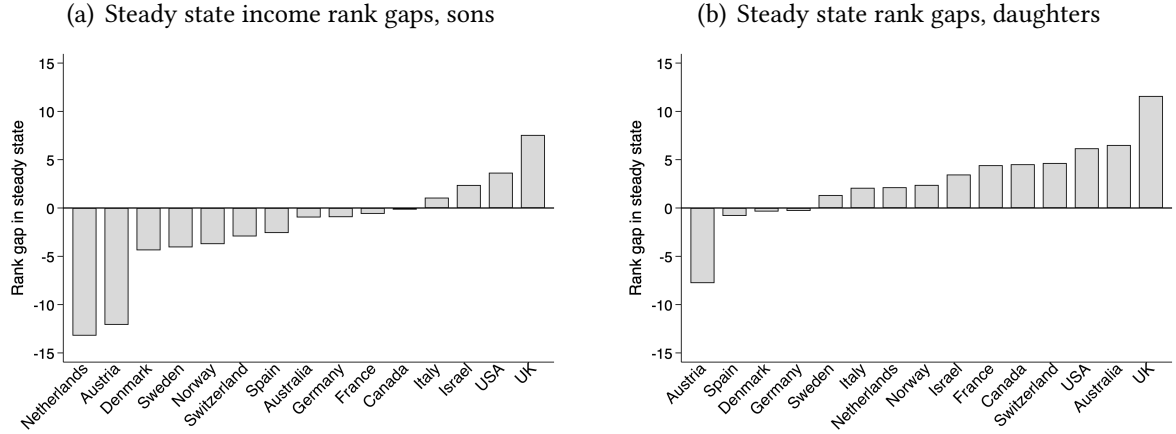 (a) Steady state income rank gaps, sons
Rank gap in steady state
15
10
5
0
-5
-10
-15
Netherlands
Austria
Denmark
Sweden
Norway
Switzerland
Spain
Australia
Germany
France
Canada
Italy
Israel
USA
UK
(b) Steady state rank gaps, daughters
Rank gap in steady state
15
10
5
0
-5
-10
-15
Austria
Spain
Denmark
Germany
Sweden
Italy
Netherlands
Norway
Israel
France
Canada
Switzerland
USA
Australia
UK